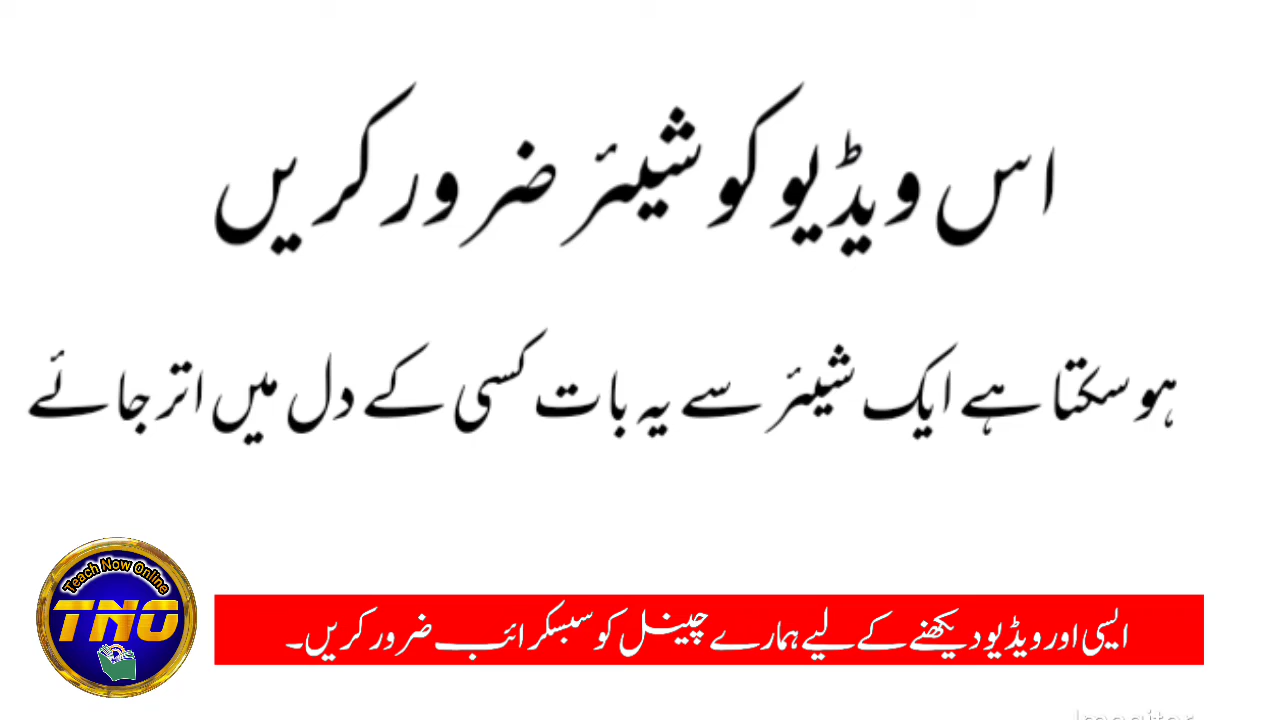 اس ویڈیو کو شیئر ضرور کریں
ہو سکتا ہے ایک شیئر سے یہ بات کسی کے دل میں اتر جائے
Teach Now Online
TNO
ایسی اور ویڈیو دیکھنے کے لیے ہمارے چینل کو سبسکرائب ضرور کریں۔